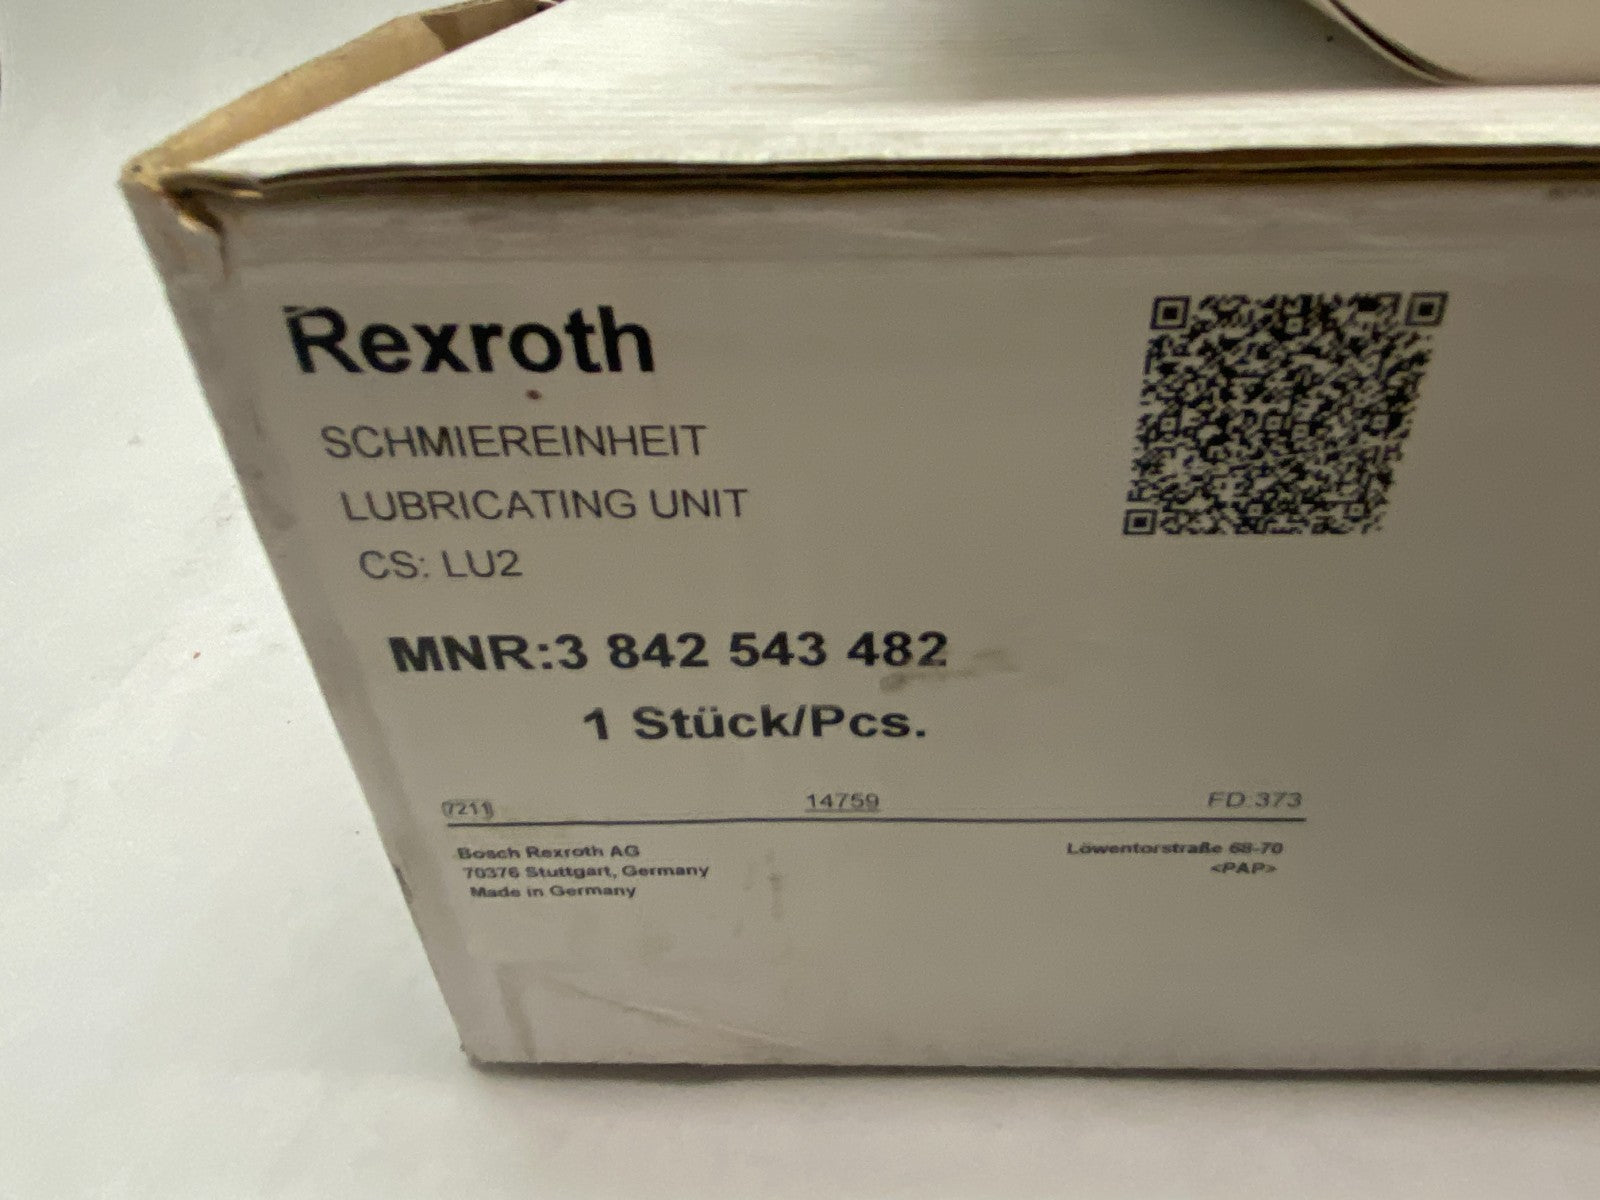 Rexroth
SCHMIEREINHEIT
LUBRICATING UNIT
CS: LU2
MNR:3 842 543 482
1 Stück/Pcs.
(7211) 14759 FD:373
Bosch Rexroth AG Löwentorstraße 68-70
70376 Stuttgart, Germany <PAP>
Made in Germany